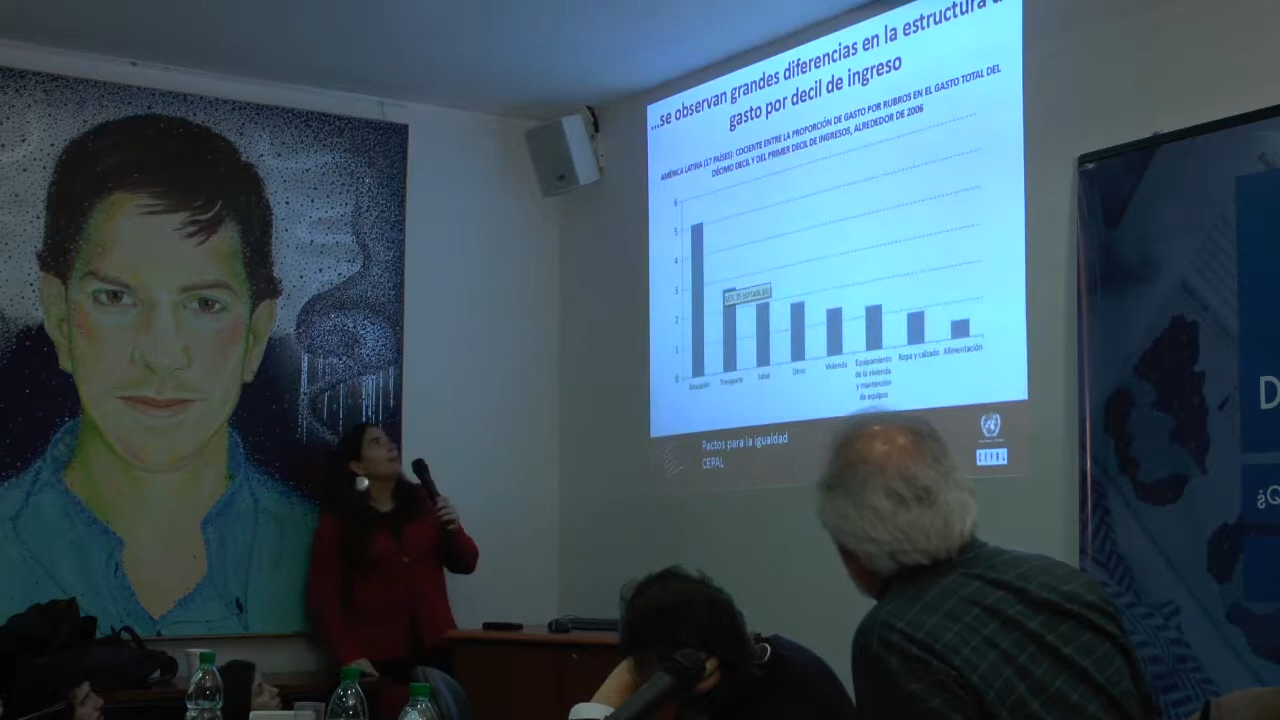 ...se observan grandes diferencias en la estructura d
gasto por decil de ingreso
AMÉRICA LATINA (17 PAÍSES): COCIENTE ENTRE LA PROPORCIÓN DE GASTO POR RUBROS EN EL GASTO TOTAL DEL
DÉCIMO DECIL Y DEL PRIMER DECIL DE INGRESOS, ALREDEDOR DE 2006
6
5
4
3
2
1
0
Educación
Transporte
Salud
Otros
Vivienda
Equipamiento
de la vivienda
y mantención
de equipos
Ropa y calzado
Alimentación
Pactos para la igualdad
CEPAL
CEPAL
D
¿Q